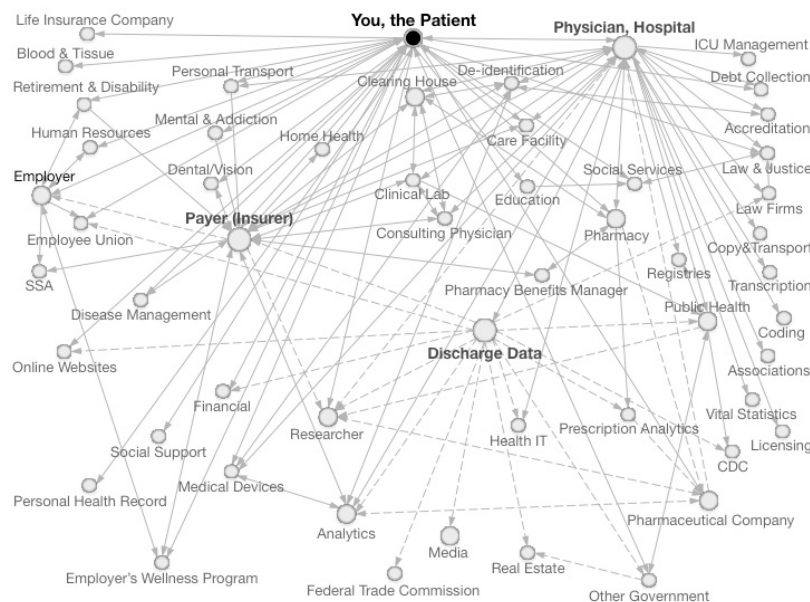 Life Insurance Company
You, the Patient
Physician, Hospital
ICU Management
Blood & Tissue
Retirement & Disability
Personal Transport
Clearing House
De-identification
Debt Collection
Human Resources
Mental & Addiction
Home Health
Care Facility
Accreditation
Employer
Dental/Vision
Clinical Lab
Education
Social Services
Law & Justice
Payer (Insurer)
Law Firms
Employee Union
Consulting Physician
Pharmacy
Copy&Transport
SSA
Disease Management
Pharmacy Benefits Manager
Registries
Transcription
Public Health
Coding
Online Websites
Discharge Data
Associations
Financial
Researcher
Health IT
Prescription Analytics
Vital Statistics
Social Support
Licensing
CDC
Personal Health Record
Medical Devices
Analytics
Pharmaceutical Company
Media
Employer's Wellness Program
Federal Trade Commission
Real Estate
Other Government